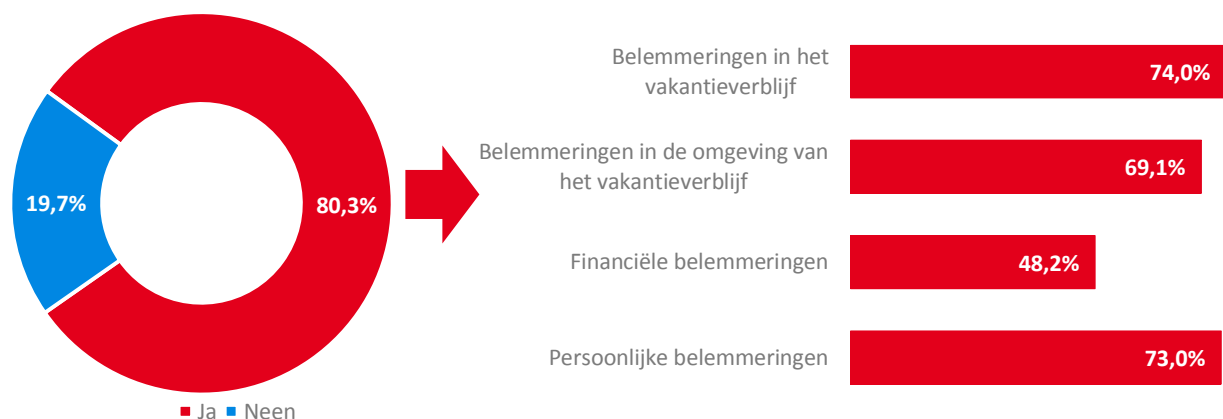 19,7%
80,3%
Ja Neen
Belemmeringen in het
vakantieverblijf
74,0%
Belemmeringen in de omgeving van
het vakantieverblijf
69,1%
Financiële belemmeringen
48,2%
Persoonlijke belemmeringen
73,0%